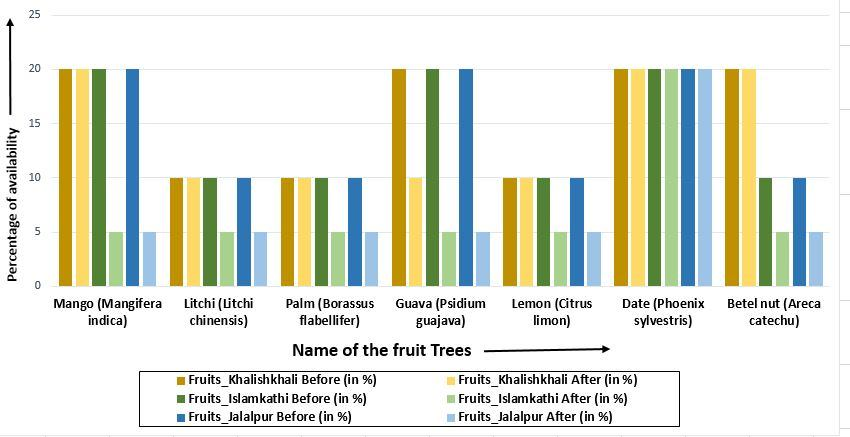 Percentage of availability
25
20
15
10
5
0
Mango (Mangifera indica)
Litchi (Litchi chinensis)
Palm (Borassus flabellifer)
Guava (Psidium guajava)
Lemon (Citrus limon)
Date (Phoenix sylvestris)
Betel nut (Areca catechu)
Name of the fruit Trees
Fruits_Khalishkhali Before (in %)
Fruits_Khalishkhali After (in %)
Fruits_Islamkathi Before (in %)
Fruits_Islamkathi After (in %)
Fruits_Jalalpur Before (in %)
Fruits_Jalalpur After (in %)